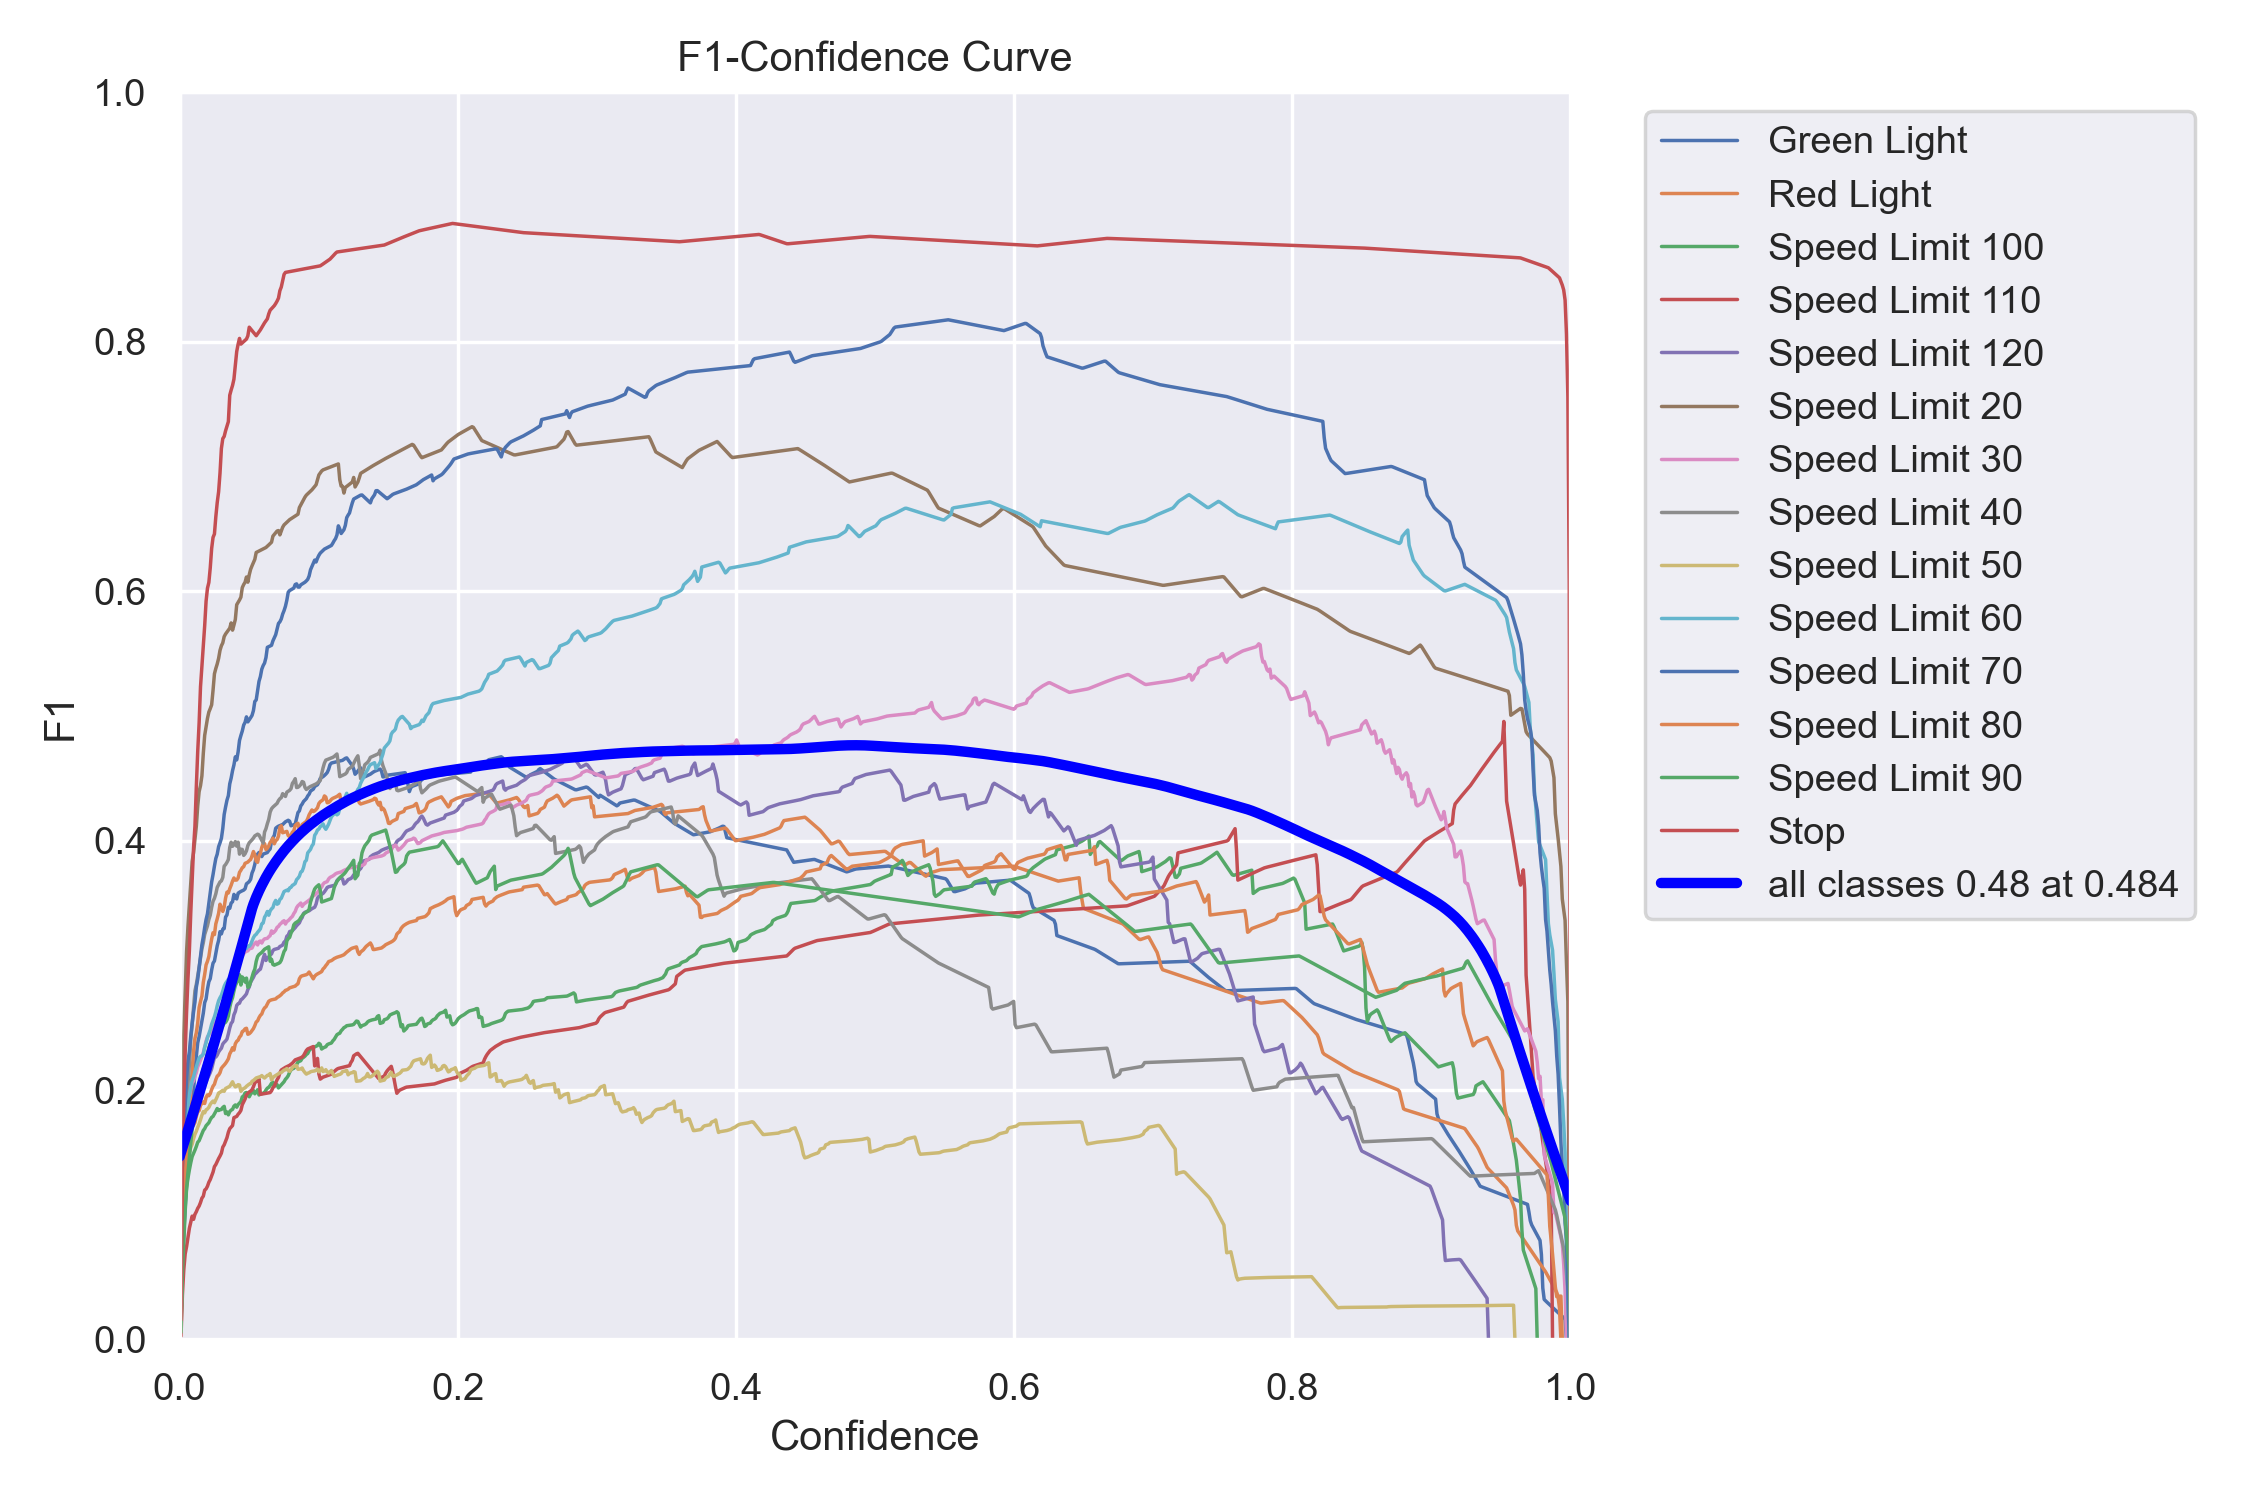 F1-Confidence Curve
1.0
0.8
0.6
0.4
0.2
0.0
F1
0.0 0.2 0.4 0.6 0.8 1.0
Confidence
Green Light
Red Light
Speed Limit 100
Speed Limit 110
Speed Limit 120
Speed Limit 20
Speed Limit 30
Speed Limit 40
Speed Limit 50
Speed Limit 60
Speed Limit 70
Speed Limit 80
Speed Limit 90
Stop
all classes 0.48 at 0.484